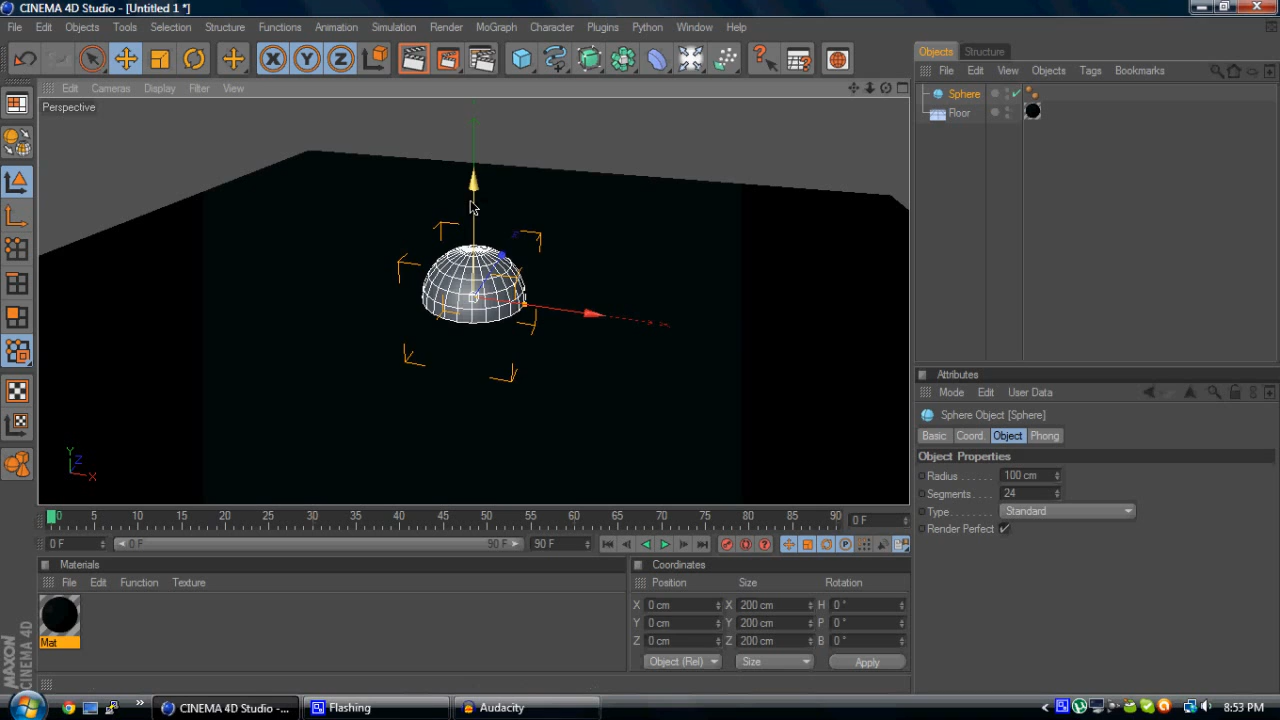 CINEMA 4D Studio - [Untitled 1 *]
File Edit Objects Tools Selection Structure Functions Animation Simulation Render MoGraph Character Plugins Python Window Help
X Y Z
Objects Structure
File Edit View Objects Tags Bookmarks
Edit Cameras Display Filter View
Perspective
Sphere
Floor
Y
Z
X
Attributes
Mode Edit User Data
Sphere Object [Sphere]
Basic Coord. Object Phong
Object Properties
Radius . . . . . . 100 cm
Segments . . . . 24
Type . . . . . . . . Standard
Render Perfect
0 5 10 15 20 25 30 35 40 45 50 55 60 65 70 75 80 85 90 0 F
0 F 0 F 90 F 90 F
Materials
File Edit Function Texture
Mat
Coordinates
Position Size Rotation
X 0 cm X 200 cm H 0 °
Y 0 cm Y 200 cm P 0 °
Z 0 cm Z 200 cm B 0 °
Object (Rel) Size Apply
MAXON
CINEMA 4D
CINEMA 4D Studio -... Flashing Audacity 8:53 PM